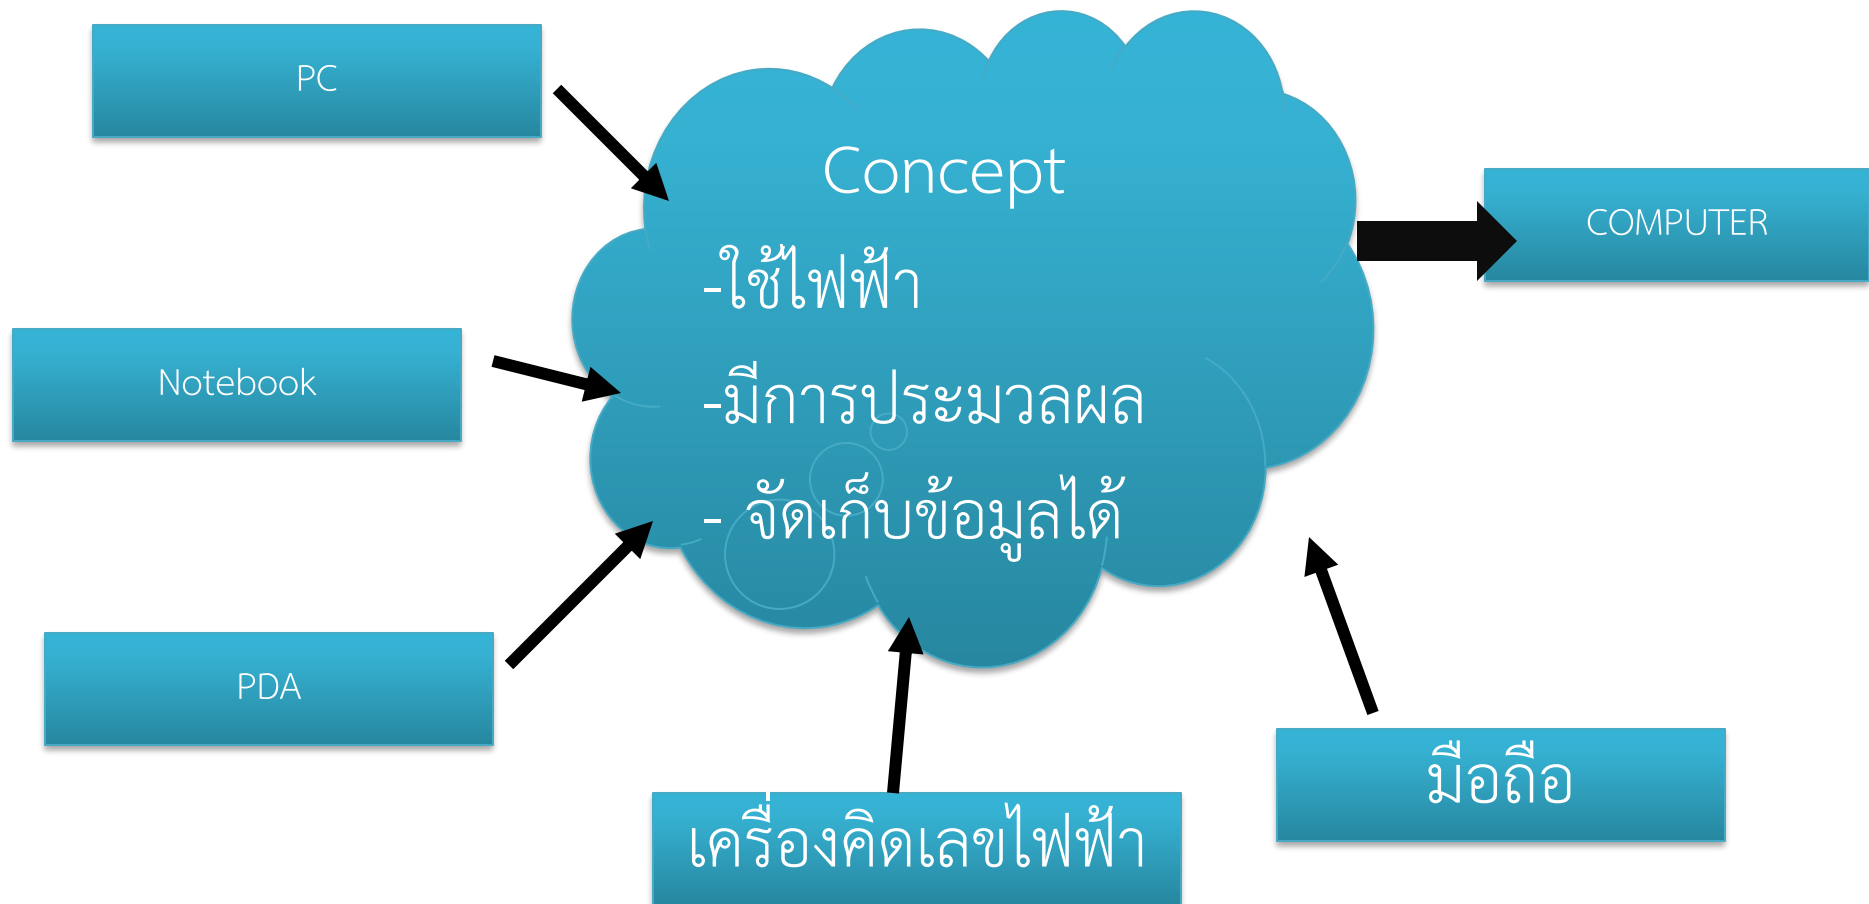 PC
Concept
COMPUTER
-ใช้ไฟฟ้า
Notebook
-มีการประมวลผล
- จัดเก็บข้อมูลได้
PDA
มือถือ
เครื่องคิดเลขไฟฟ้า